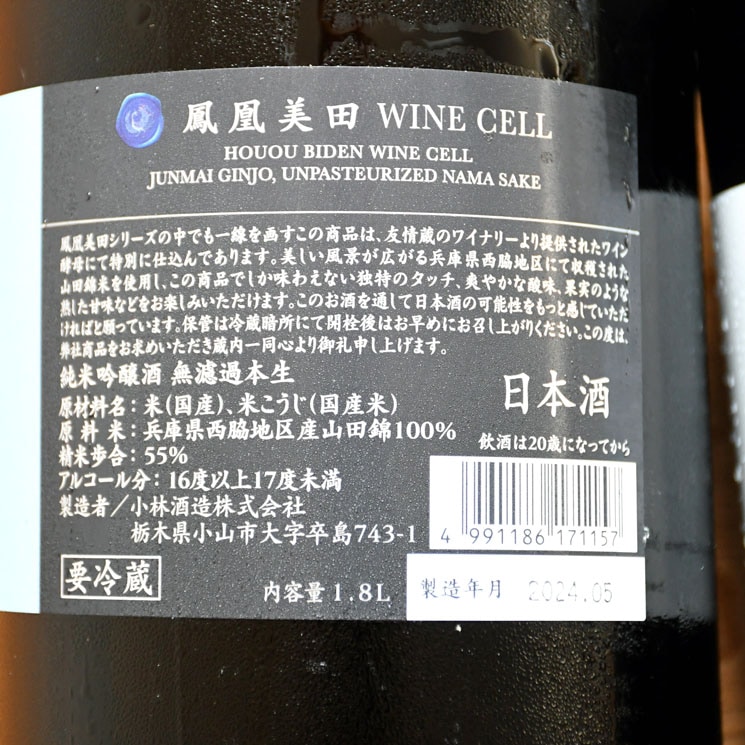 鳳凰美田 WINE CELL
HOUOU BIDEN WINE CELL
JUNMAI GINJO, UNPASTEURIZED NAMA SAKE
鳳凰美田シリーズの中でも一線を画すこの商品は、友情蔵のワイナリーより提供されたワイン
酵母にて特別に仕込んであります。美しい風景が広がる兵庫県西脇地区にて収穫された
山田錦米を使用し、この商品でしか味わえない独特のタッチ、爽やかな酸味、果実のような
熟した甘味などをお楽しみいただけます。このお酒を通して日本酒の可能性をもっと感じていただ
ければと願っています。保管は冷蔵暗所にて開栓後はお早めにお召し上がりください。この度は、
弊社商品をお求めいただき蔵内一同心より御礼申し上げます。
純米吟醸酒 無濾過本生
日本酒
原材料名：米(国産)、米こうじ(国産米)
原料米：兵庫県西脇地区産山田錦100%
飲酒は20歳になってから
精米歩合：55%
アルコール分：16度以上17度未満
製造者／小林酒造株式会社
栃木県小山市大字卒島743-1
4 991186 171157
要冷蔵
内容量 1.8L
製造年月 2024.05